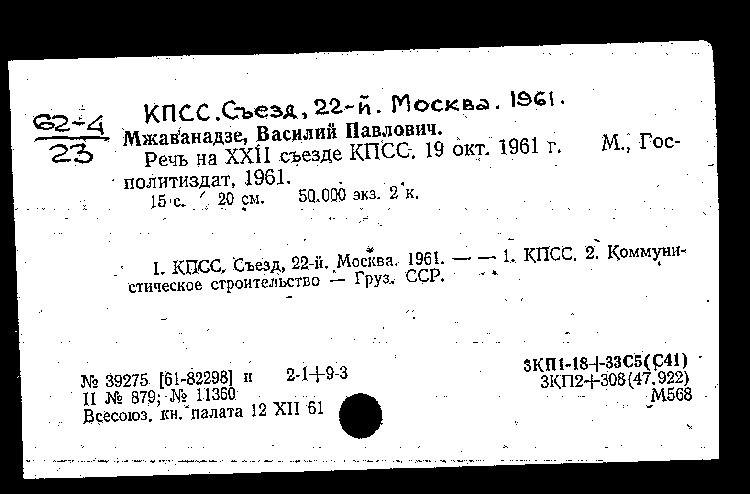 КПСС. Съезд, 22-й. Москва. 1961.
62-4
23
Мжаванадзе, Василий Павлович.
Речь на XXII съезде КПСС. 19 окт. 1961 г. М., Гос-
политиздат, 1961.
15 с. 20 см. 50.000 экз. 2 к.
1. КПСС. Съезд, 22-й. Москва. 1961. — — 1. КПСС. 2. Коммуни-
стическое строительство — Груз. ССР.
№ 39275 [61-82298] п 2-1+9-3
II № 879; № 11360
Всесоюз. кн. палата 12 XII 61
3КП1-18+33С5(С41)
3КП2+308(47.922)
М568